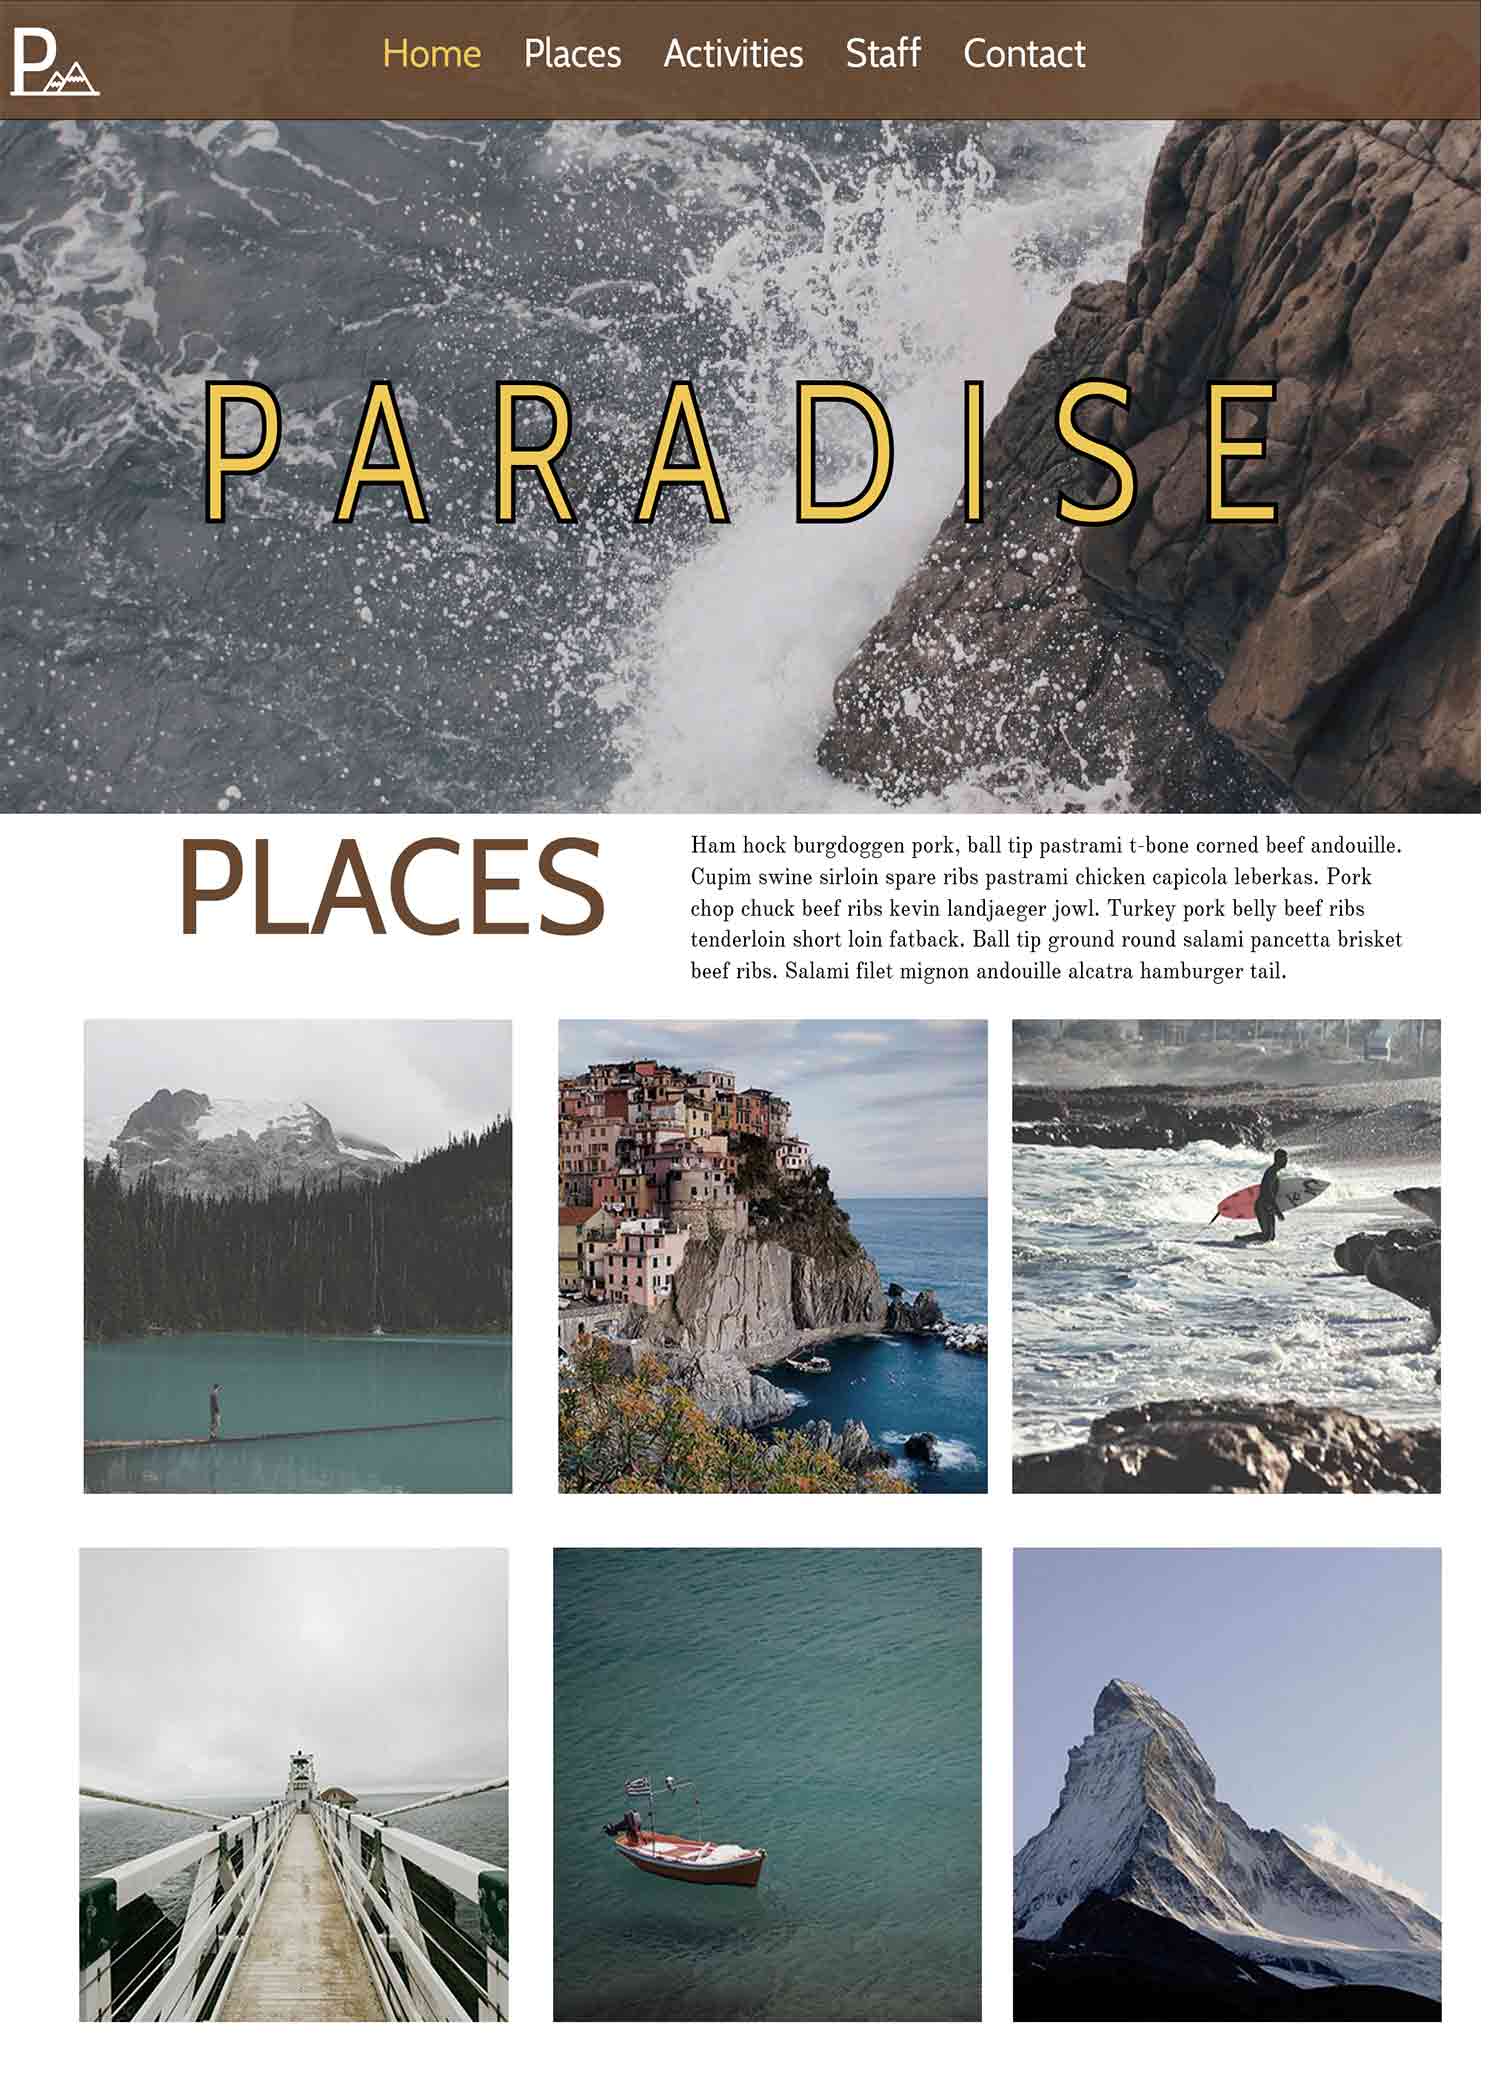 P
Home Places Activities Staff Contact
PARADISE
PLACES
Ham hock burgdoggen pork, ball tip pastrami t-bone corned beef andouille.
Cupim swine sirloin spare ribs pastrami chicken capicola leberkas. Pork
chop chuck beef ribs kevin landjaeger jowl. Turkey pork belly beef ribs
tenderloin short loin fatback. Ball tip ground round salami pancetta brisket
beef ribs. Salami filet mignon andouille alcatra hamburger tail.